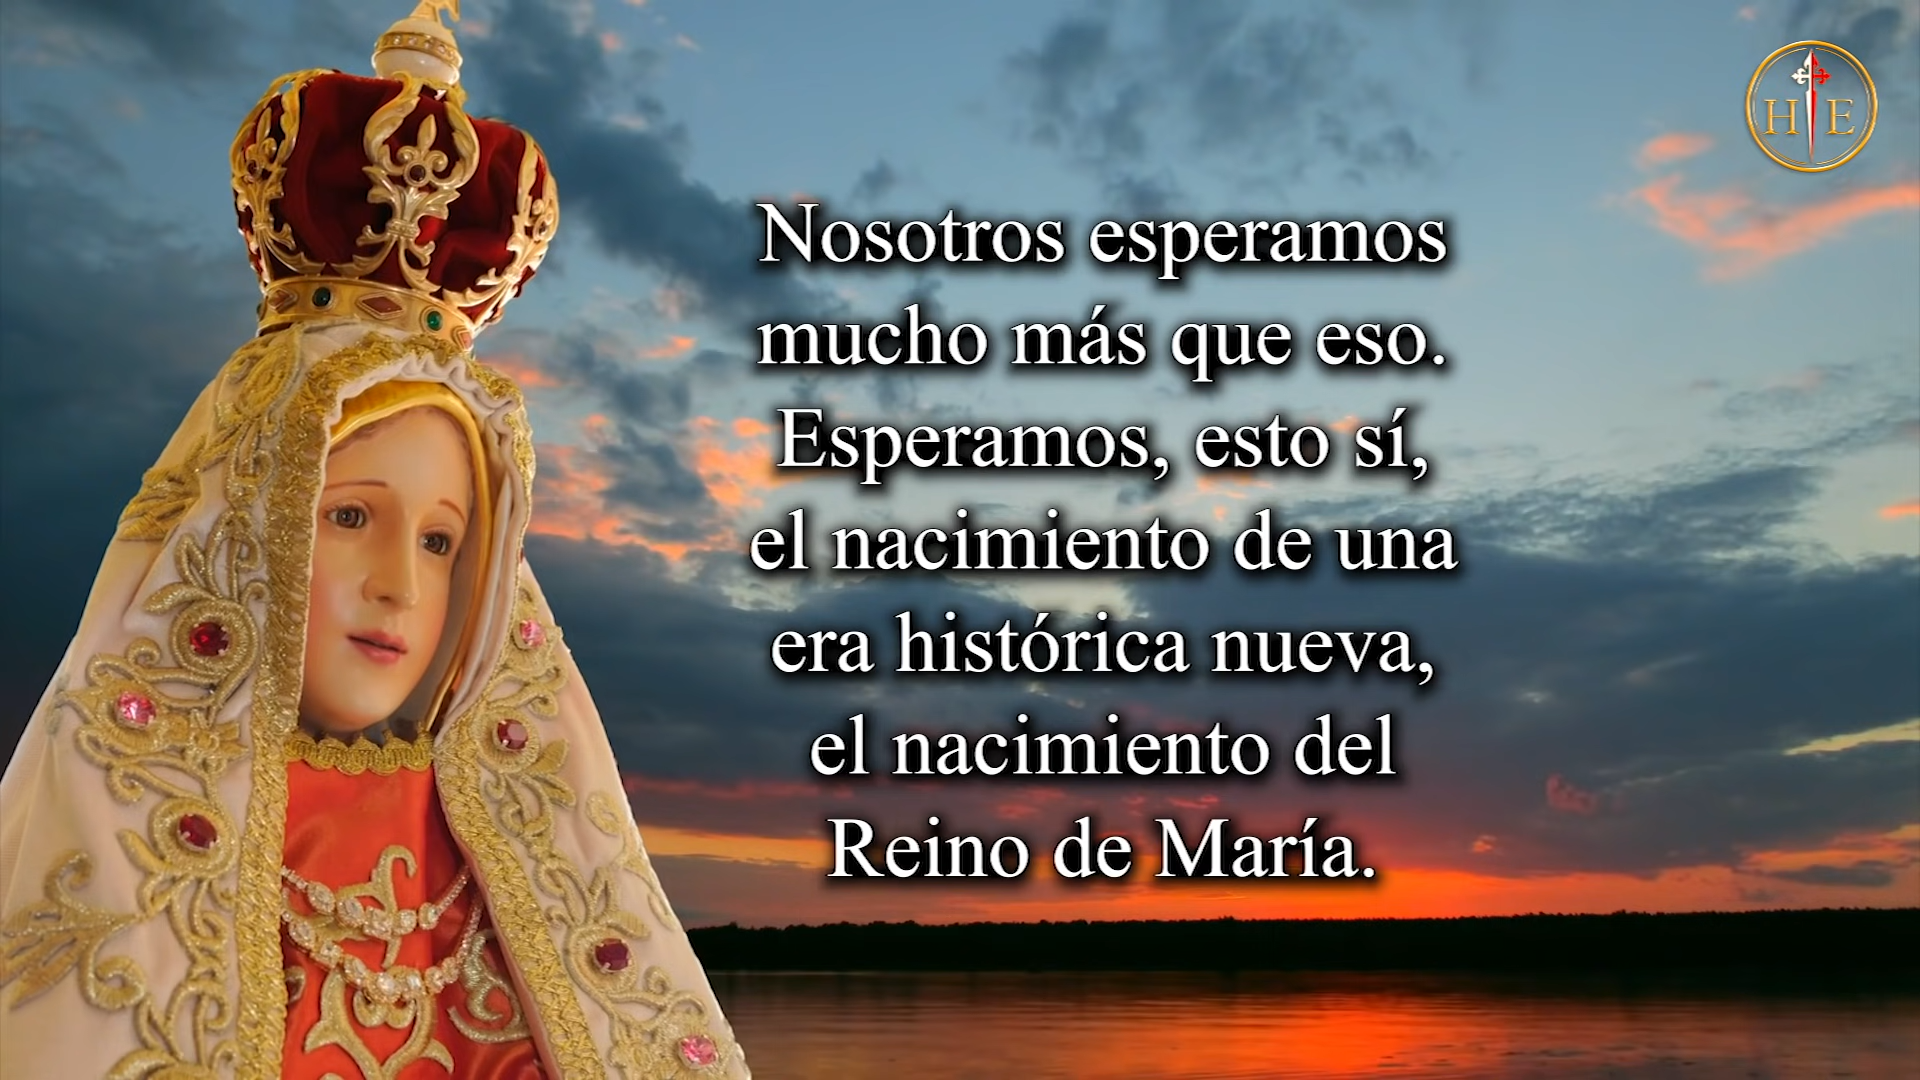 H E
Nosotros esperamos
mucho más que eso.
Esperamos, esto sí,
el nacimiento de una
era histórica nueva,
el nacimiento del
Reino de María.